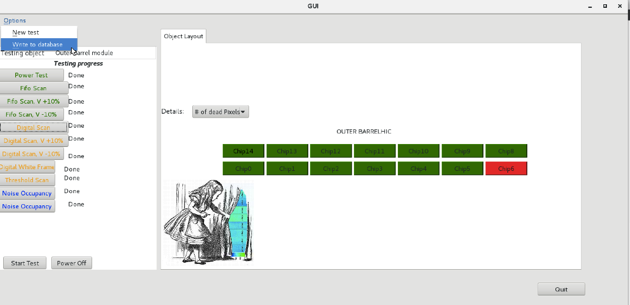 GUI
Options
New test
Write to database
Testing object Outer barrel module
Testing progress
Power Test Done
Fifo Scan Done
Fifo Scan, V +10% Done
Fifo Scan, V -10% Done
Digital Scan Done
Digital Scan, V +10% Done
Digital Scan, V -10% Done
Digital White Frame Done
Threshold Scan Done
Noise Occupancy Done
Noise Occupancy Done
Start Test Power Off
Object Layout
Details: # of dead Pixels
OUTER BARRELHIC
Chip14 Chip13 Chip12 Chip11 Chip10 Chip9 Chip8
Chip0 Chip1 Chip2 Chip3 Chip4 Chip5 Chip6
Quit